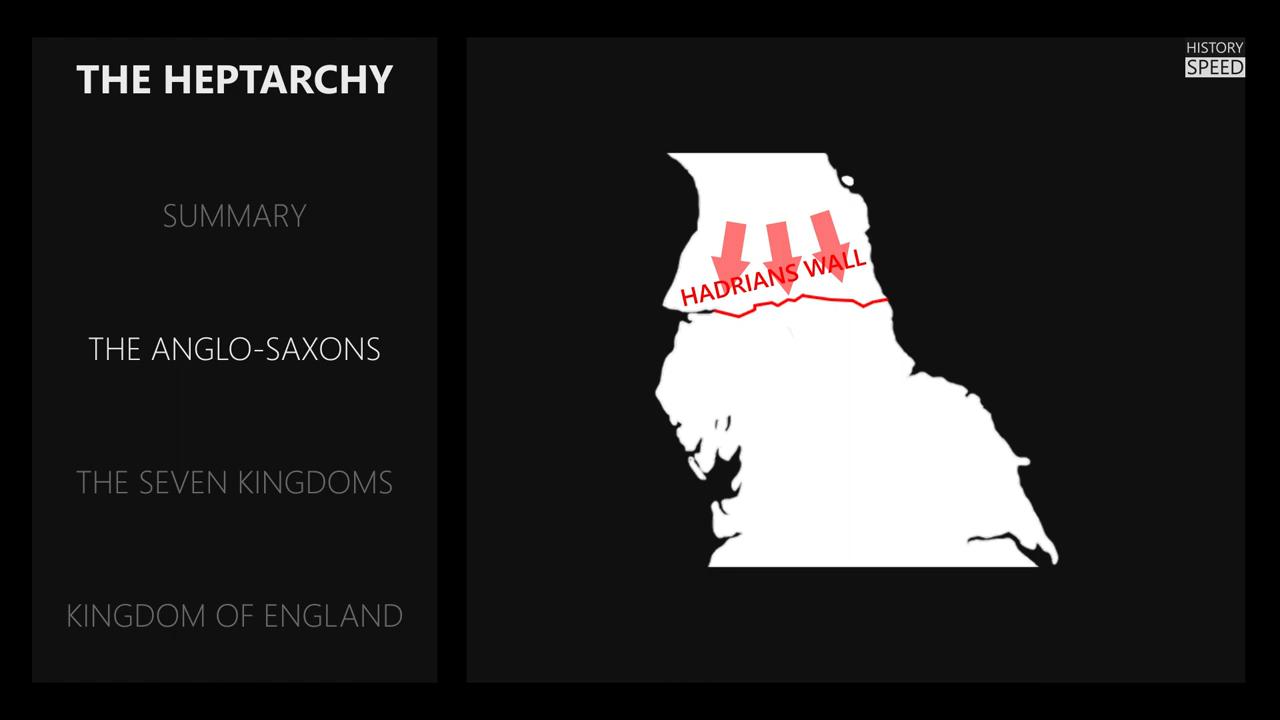 THE HEPTARCHY
SUMMARY
THE ANGLO-SAXONS
THE SEVEN KINGDOMS
KINGDOM OF ENGLAND
HISTORY
SPEED
HADRIANS WALL